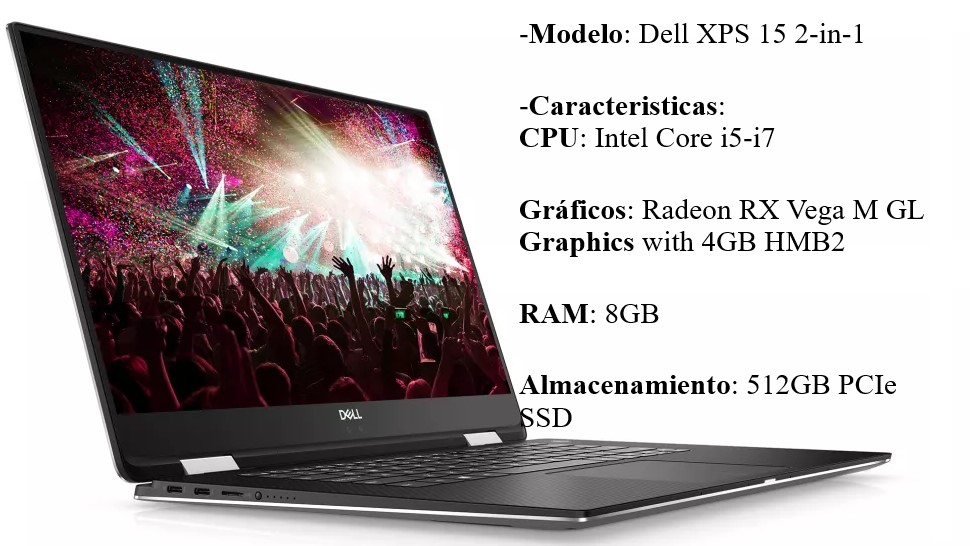 -Modelo: Dell XPS 15 2-in-1
-Caracteristicas:
CPU: Intel Core i5-i7
Gráficos: Radeon RX Vega M GL
Graphics with 4GB HMB2
RAM: 8GB
Almacenamiento: 512GB PCIe
SSD
DELL